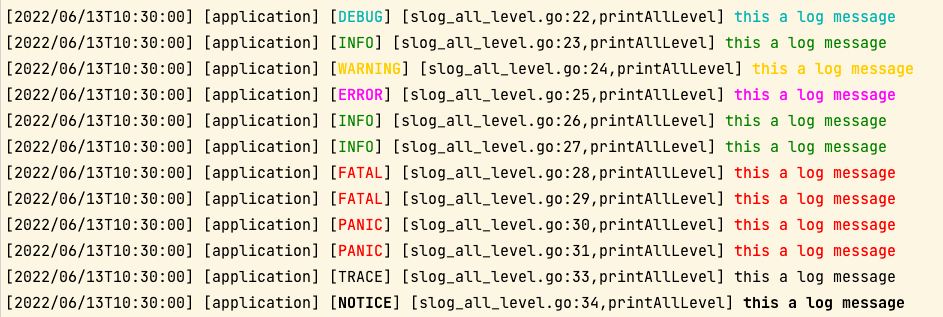 [2022/06/13T10:30:00] [application] [DEBUG] [slog_all_level.go:22,printAllLevel] this a log message
[2022/06/13T10:30:00] [application] [INFO] [slog_all_level.go:23,printAllLevel] this a log message
[2022/06/13T10:30:00] [application] [WARNING] [slog_all_level.go:24,printAllLevel] this a log message
[2022/06/13T10:30:00] [application] [ERROR] [slog_all_level.go:25,printAllLevel] this a log message
[2022/06/13T10:30:00] [application] [INFO] [slog_all_level.go:26,printAllLevel] this a log message
[2022/06/13T10:30:00] [application] [INFO] [slog_all_level.go:27,printAllLevel] this a log message
[2022/06/13T10:30:00] [application] [FATAL] [slog_all_level.go:28,printAllLevel] this a log message
[2022/06/13T10:30:00] [application] [FATAL] [slog_all_level.go:29,printAllLevel] this a log message
[2022/06/13T10:30:00] [application] [PANIC] [slog_all_level.go:30,printAllLevel] this a log message
[2022/06/13T10:30:00] [application] [PANIC] [slog_all_level.go:31,printAllLevel] this a log message
[2022/06/13T10:30:00] [application] [TRACE] [slog_all_level.go:33,printAllLevel] this a log message
[2022/06/13T10:30:00] [application] [NOTICE] [slog_all_level.go:34,printAllLevel] this a log message